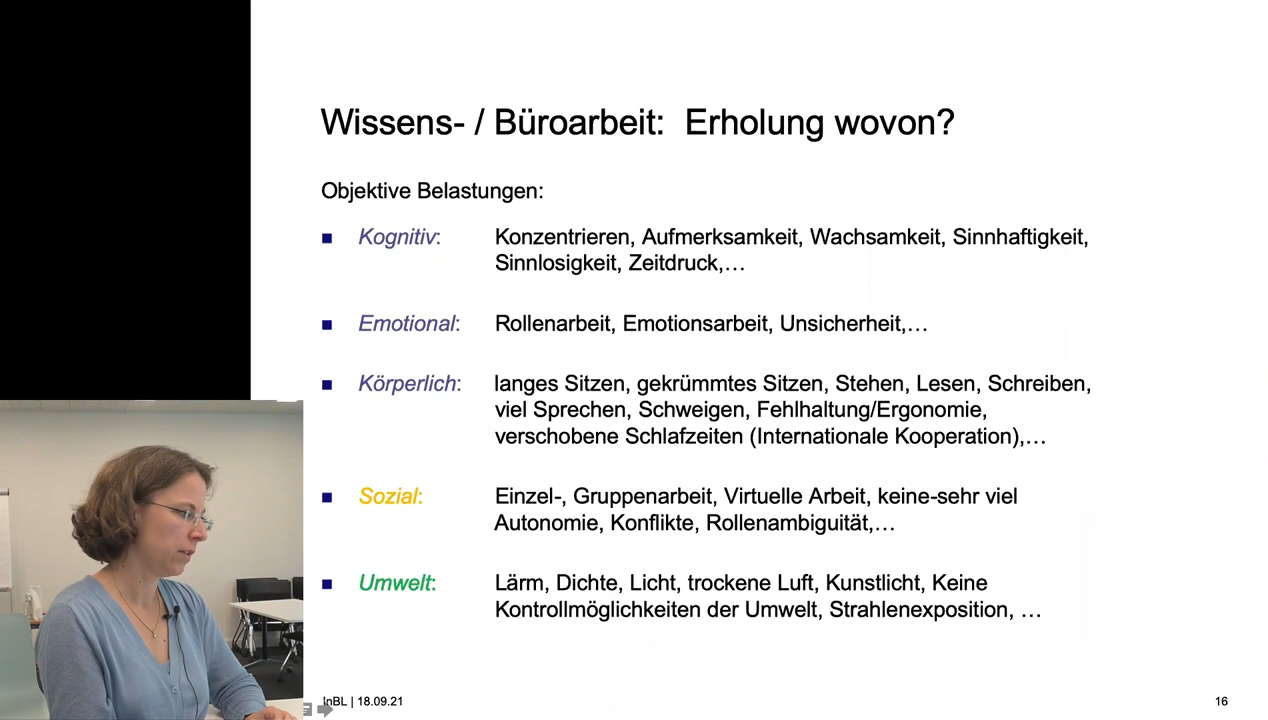 Wissens- / Büroarbeit: Erholung wovon?
Objektive Belastungen:
Kognitiv: Konzentrieren, Aufmerksamkeit, Wachsamkeit, Sinnhaftigkeit,
Sinnlosigkeit, Zeitdruck,…
Emotional: Rollenarbeit, Emotionsarbeit, Unsicherheit,…
Körperlich: langes Sitzen, gekrümmtes Sitzen, Stehen, Lesen, Schreiben,
viel Sprechen, Schweigen, Fehlhaltung/Ergonomie,
verschobene Schlafzeiten (Internationale Kooperation),…
Sozial: Einzel-, Gruppenarbeit, Virtuelle Arbeit, keine-sehr viel
Autonomie, Konflikte, Rollenambiguität,…
Umwelt: Lärm, Dichte, Licht, trockene Luft, Kunstlicht, Keine
Kontrollmöglichkeiten der Umwelt, Strahlenexposition, …
InBL | 18.09.21
16